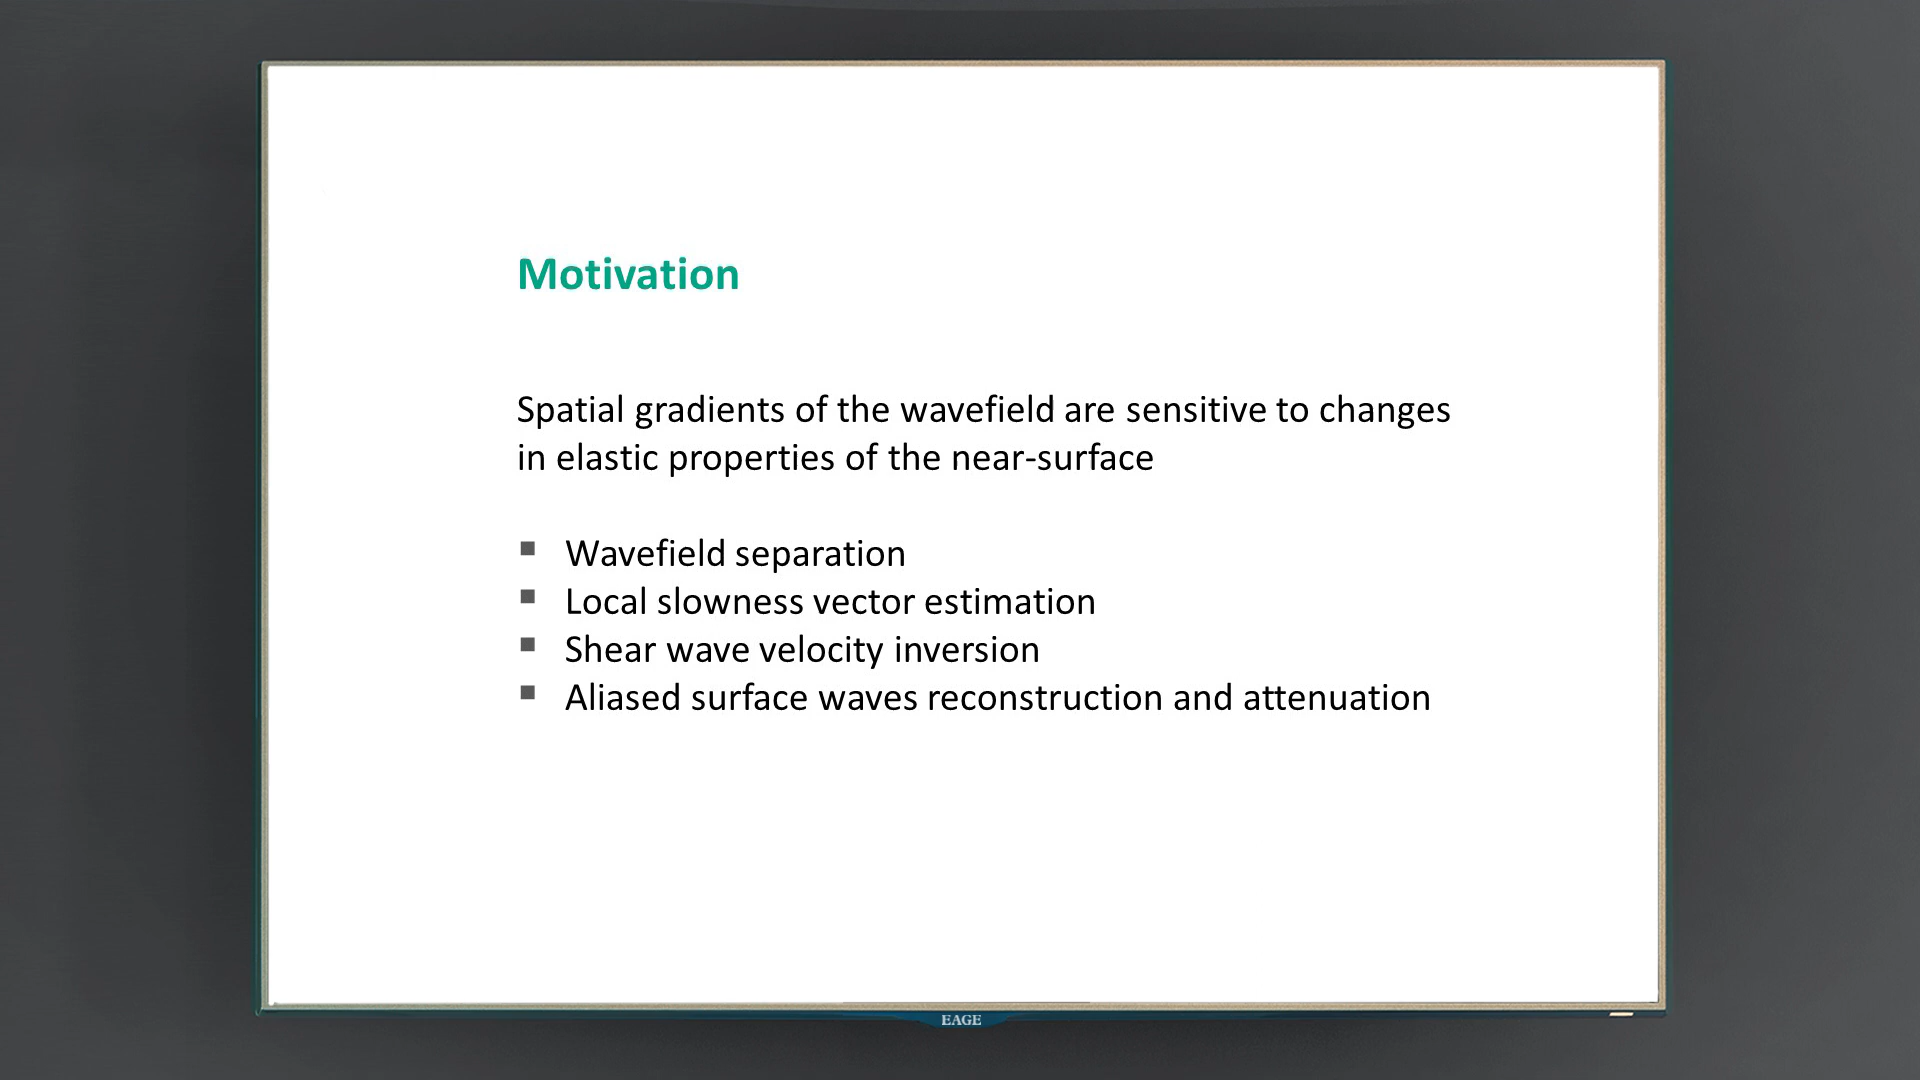 Motivation
Spatial gradients of the wavefield are sensitive to changes
in elastic properties of the near-surface
▪ Wavefield separation
▪ Local slowness vector estimation
▪ Shear wave velocity inversion
▪ Aliased surface waves reconstruction and attenuation
EAGE